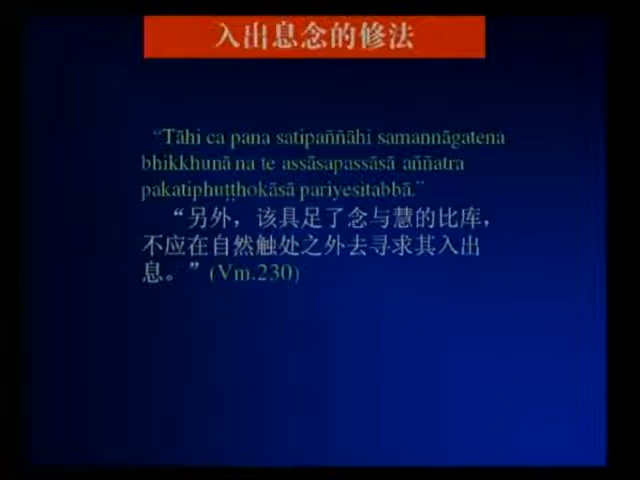 入出息念的修法
“Tāhi ca pana satipaññāhi samannāgatena
bhikkhunā na te assāsapassāsā aññatra
pakatiphuṭṭhokāsā pariyesitabbā.”
“另外，该具足了念与慧的比库，
不应在自然触处之外去寻求其入出
息。”(Vm.230)